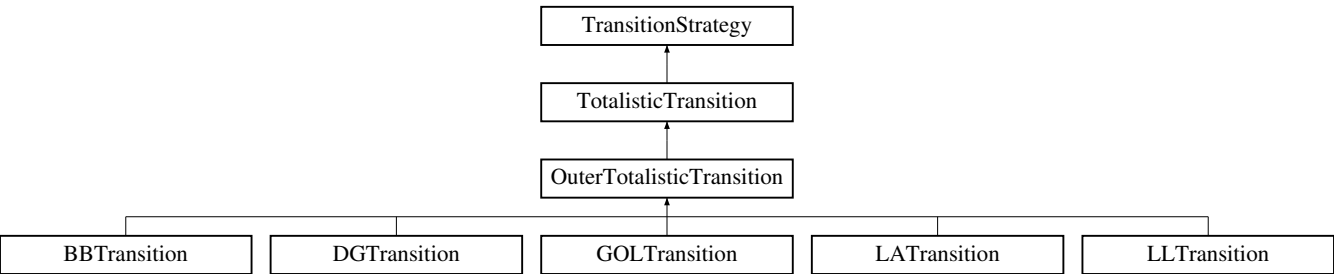 TransitionStrategy
TotalisticTransition
OuterTotalisticTransition
BBTransition DGTransition GOLTransition LATransition LLTransition